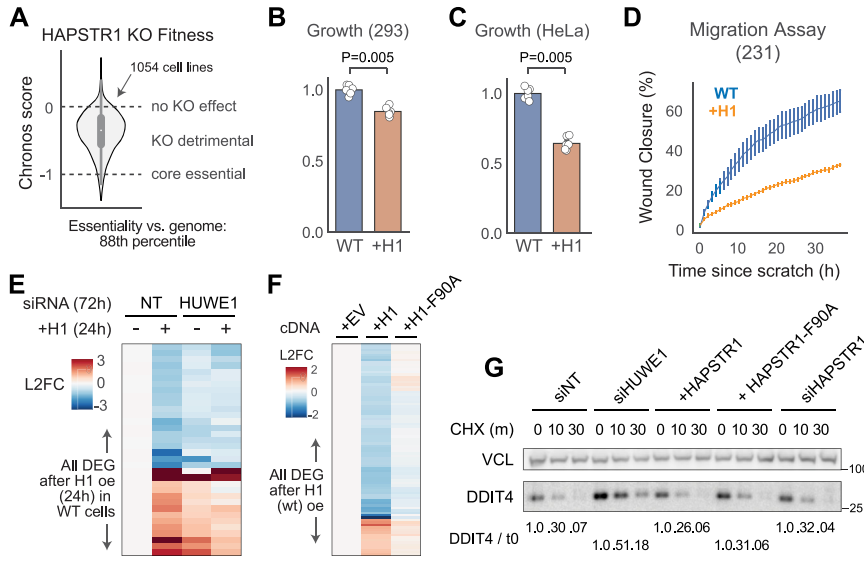 A
HAPSTR1 KO Fitness
1054 cell lines
Chronos score
0
-1
no KO effect
KO detrimental
core essential
Essentiality vs. genome:
88th percentile
B
Growth (293)
P=0.005
1.0
0.5
0.0
WT +H1
C
Growth (HeLa)
P=0.005
1.0
0.5
0.0
WT +H1
D
Migration Assay
(231)
WT
+H1
Wound Closure (%)
60
40
20
0
0 10 20 30
Time since scratch (h)
E
siRNA (72h) NT HUWE1
+H1 (24h) - + - +
L2FC
3
0
-3
All DEG
after H1 oe
(24h) in
WT cells
F
cDNA +EV +H1 +H1-F90A
L2FC
2
0
-2
All DEG
after H1
(wt) oe
G
siNT siHUWE1 +HAPSTR1 + HAPSTR1-F90A siHAPSTR1
CHX (m) 0 10 30 0 10 30 0 10 30 0 10 30 0 10 30
VCL
100
DDIT4
25
DDIT4 / t0
1.0 .30 .07 1.0.51.18 1.0.26.06 1.0.31.06 1.0.32.04